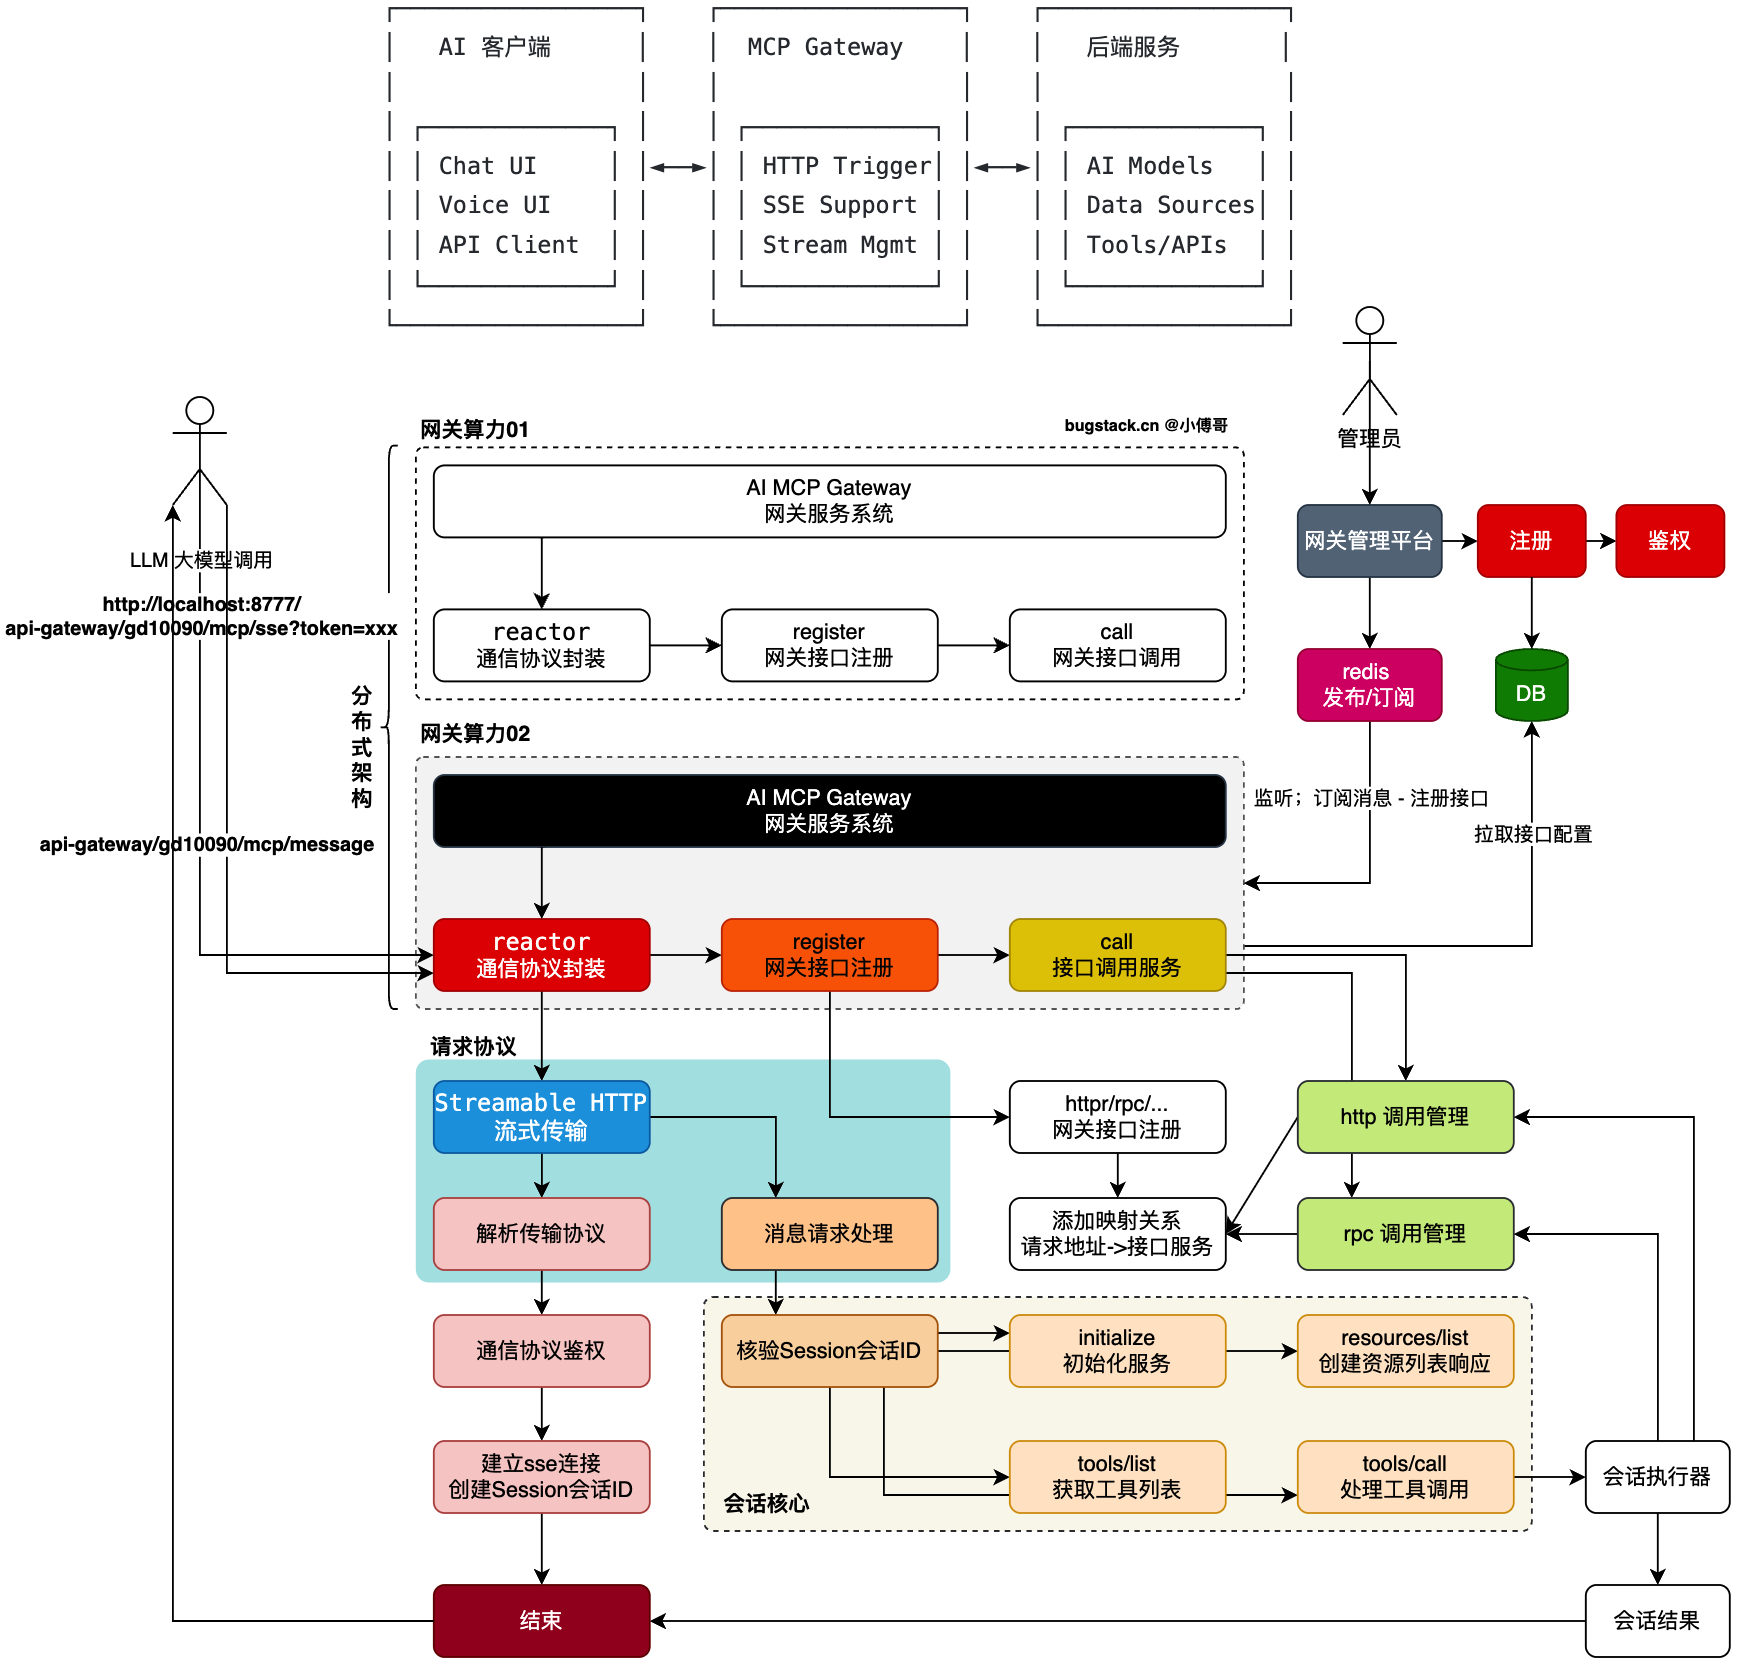 AI 客户端
MCP Gateway
后端服务
Chat UI
Voice UI
API Client
HTTP Trigger
SSE Support
Stream Mgmt
AI Models
Data Sources
Tools/APIs
管理员
LLM 大模型调用
http://localhost:8777/
api-gateway/gd10090/mcp/sse?token=xxx
api-gateway/gd10090/mcp/message
分
布
式
架
构
网关算力01
bugstack.cn @小傅哥
AI MCP Gateway
网关服务系统
reactor
通信协议封装
register
网关接口注册
call
网关接口调用
网关管理平台
注册
鉴权
redis
发布/订阅
DB
监听；订阅消息 - 注册接口
拉取接口配置
网关算力02
AI MCP Gateway
网关服务系统
reactor
通信协议封装
register
网关接口注册
call
接口调用服务
请求协议
Streamable HTTP
流式传输
httpr/rpc/...
网关接口注册
http 调用管理
解析传输协议
消息请求处理
添加映射关系
请求地址->接口服务
rpc 调用管理
通信协议鉴权
核验Session会话ID
initialize
初始化服务
resources/list
创建资源列表响应
建立sse连接
创建Session会话ID
会话核心
tools/list
获取工具列表
tools/call
处理工具调用
会话执行器
结束
会话结果